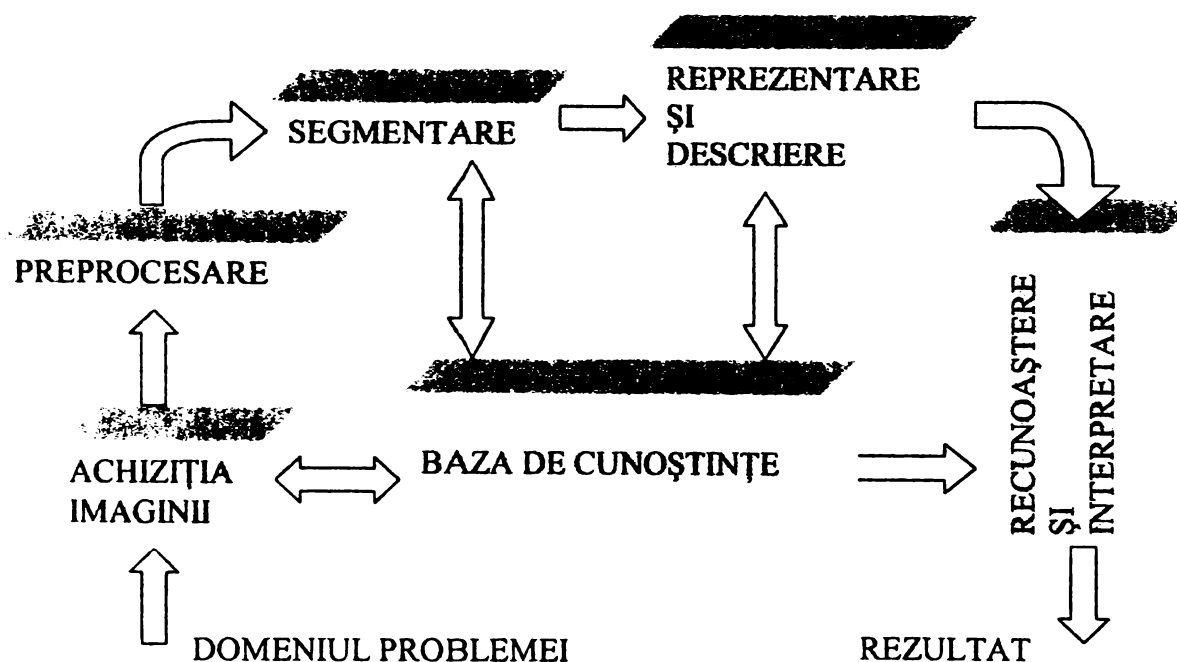 REPREZENTARE
ŞI
DESCRIERE
SEGMENTARE
PREPROCESARE
RECUNOAŞTERE
ŞI
INTERPRETARE
ACHIZIŢIA
IMAGINII
BAZA DE CUNOŞTINŢE
DOMENIUL PROBLEMEI
REZULTAT